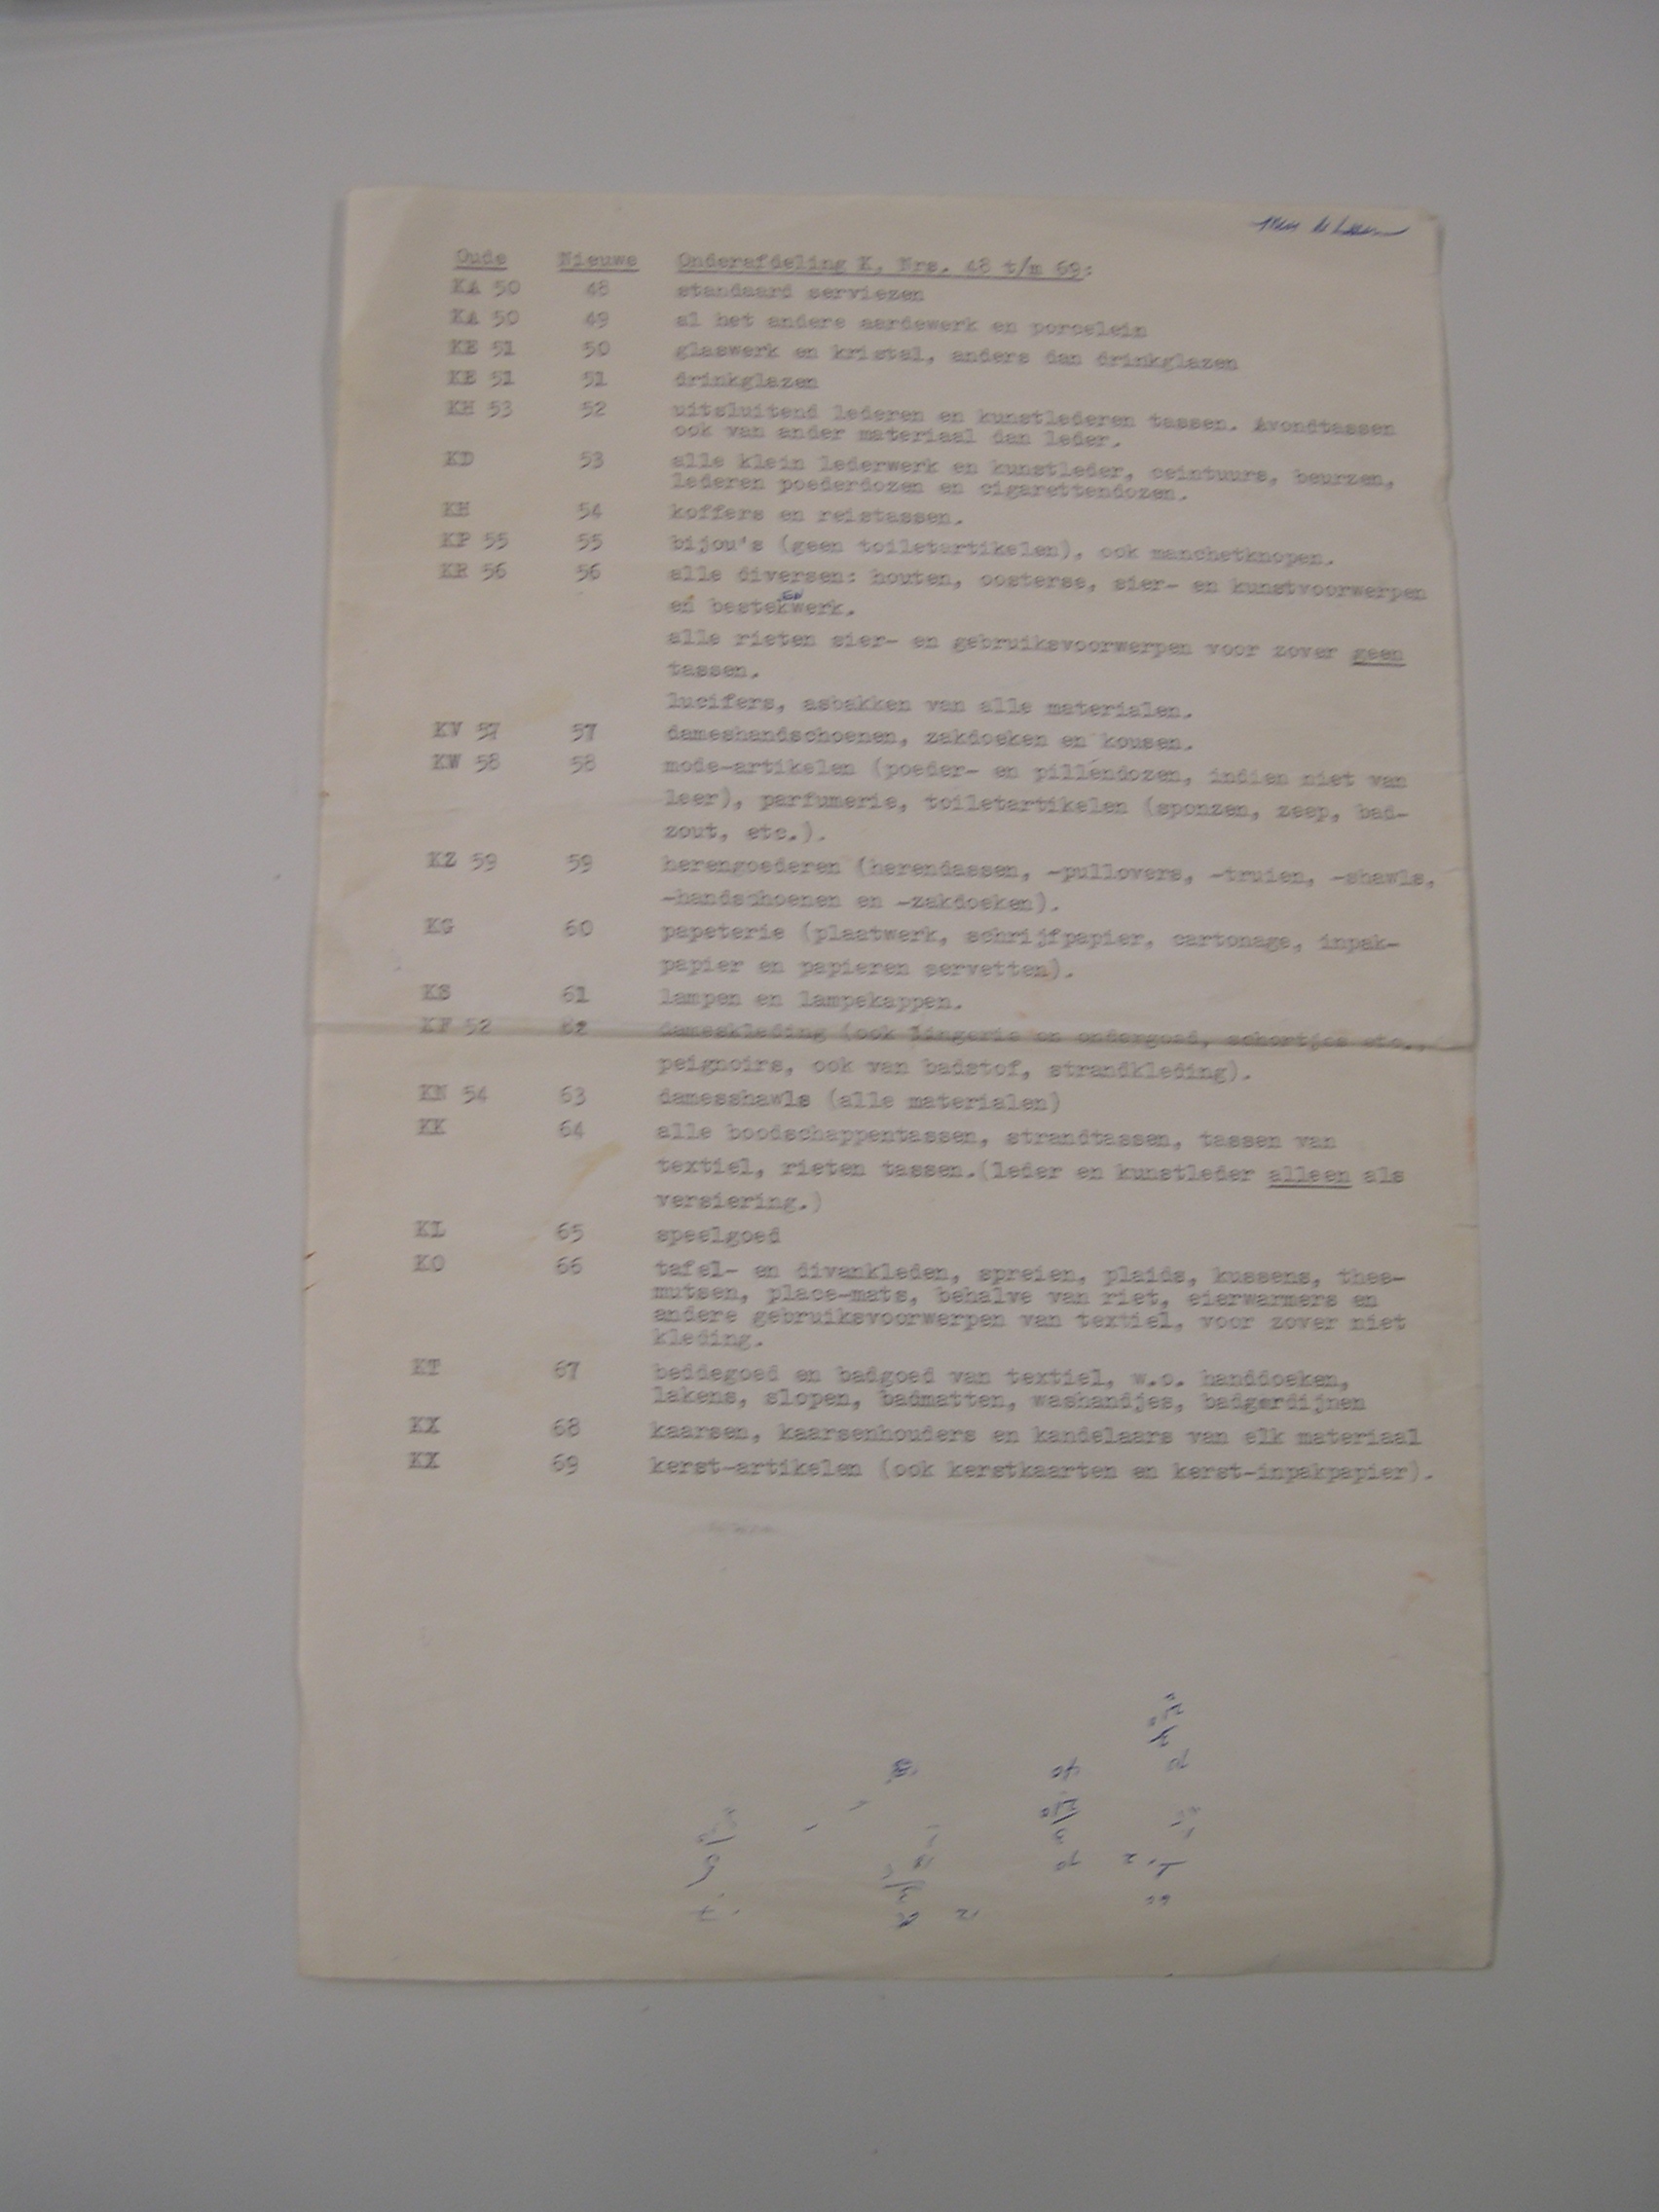 Oude Nieuwe Onderafdeling K, Nrs. 48 t/m 69:
KA 50 48 standaard serviezen
KA 50 49 al het andere aardewerk en porcelein
KE 51 50 glaswerk en kristal, anders dan drinkglazen
KE 51 51 drinkglazen
KH 53 52 uitsluitend lederen en kunstlederen tassen. Avondtassen
ook van ander materiaal dan leder.
KD 53 alle klein lederwerk en kunstleder, ceintuurs, beurzen,
lederen poederdozen en cigarettendozen.
KH 54 koffers en reistassen.
KP 55 55 bijou's (geen toiletartikelen), ook manchetknopen.
KR 56 56 alle diversen: houten, oosterse, sier- en kunstvoorwerpen
en bestekwerk.
alle rieten sier- en gebruiksvoorwerpen voor zover geen
tassen.
lucifers, asbakken van alle materialen.
KV 57 57 dameshandschoenen, zakdoeken en kousen.
KW 58 58 mode-artikelen (poeder- en pillendozen, indien niet van
leer), parfumerie, toiletartikelen (sponzen, zeep, bad-
zout, etc.).
KZ 59 59 herengoederen (herendassen, -pullovers, -truien, -shawls,
-handschoenen en -zakdoeken).
KG 60 papeterie (plaatwerk, schrijfpapier, cartonage, inpak-
papier en papieren servetten).
KS 61 lampen en lampekappen.
KF 52 62 dameskleding (ook lingerie en ondergoed, schortjes etc.,
peignoirs, ook van badstof, strandkleding).
KN 54 63 damesshawls (alle materialen)
KK 64 alle boodschappentassen, strandtassen, tassen van
textiel, rieten tassen.(leder en kunstleder alleen als
versiering.)
KL 65 speelgoed
KO 66 tafel- en divankleden, spreien, plaids, kussens, thee-
mutsen, place-mats, behalve van riet, eierwarmers en
andere gebruiksvoorwerpen van textiel, voor zover niet
kleding.
KT 67 beddegoed en badgoed van textiel, w.o. handdoeken,
lakens, slopen, badmatten, washandjes, badgordijnen
KX 68 kaarsen, kaarsenhouders en kandelaars van elk materiaal
KX 69 kerst-artikelen (ook kerstkaarten en kerst-inpakpapier).